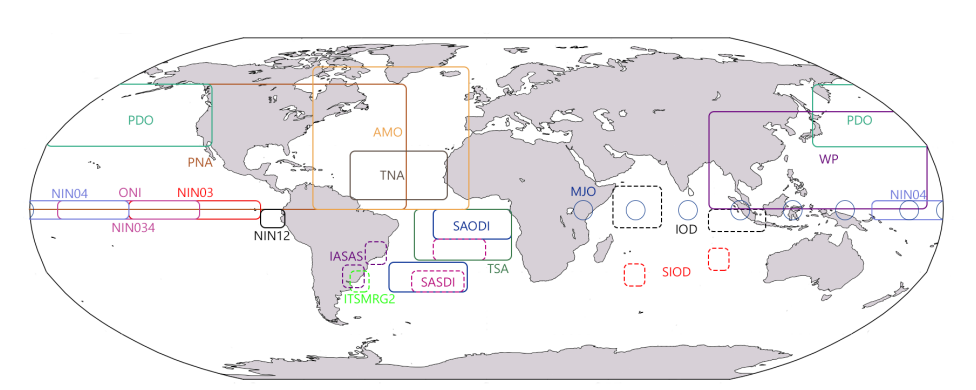 PDO
PDO
AMO
PNA
WP
TNA
NIN04
ONI
NIN03
MJO
NIN04
NIN034
NIN12
SAODI
IOD
IASAS
TSA
SIOD
SASDI
ITSMRG2